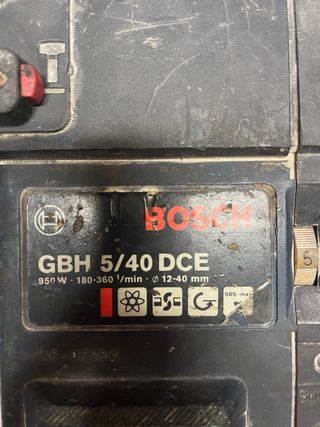 BOSCH
GBH 5/40 DCE
950 W · 180-360 1/min · ø 12-40 mm
SDS-max
5